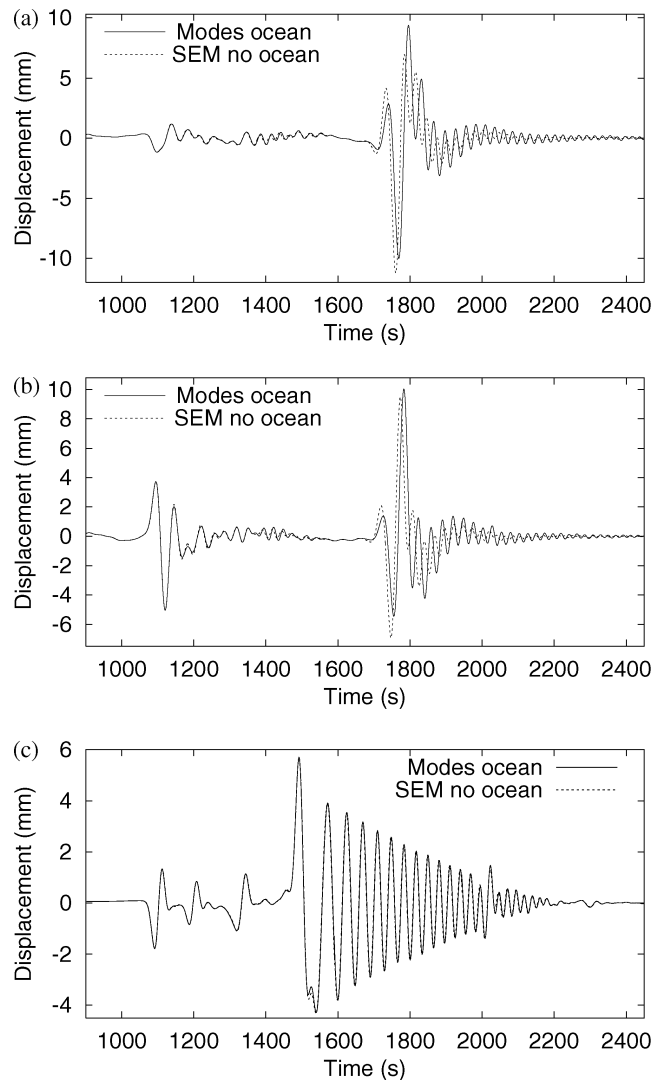 (a)
Modes ocean
SEM no ocean
Displacement (mm)
10
5
0
-5
-10
1000 1200 1400 1600 1800 2000 2200 2400
Time (s)
(b)
Modes ocean
SEM no ocean
Displacement (mm)
10
8
6
4
2
0
-2
-4
-6
1000 1200 1400 1600 1800 2000 2200 2400
Time (s)
(c)
Modes ocean
SEM no ocean
Displacement (mm)
6
4
2
0
-2
-4
1000 1200 1400 1600 1800 2000 2200 2400
Time (s)